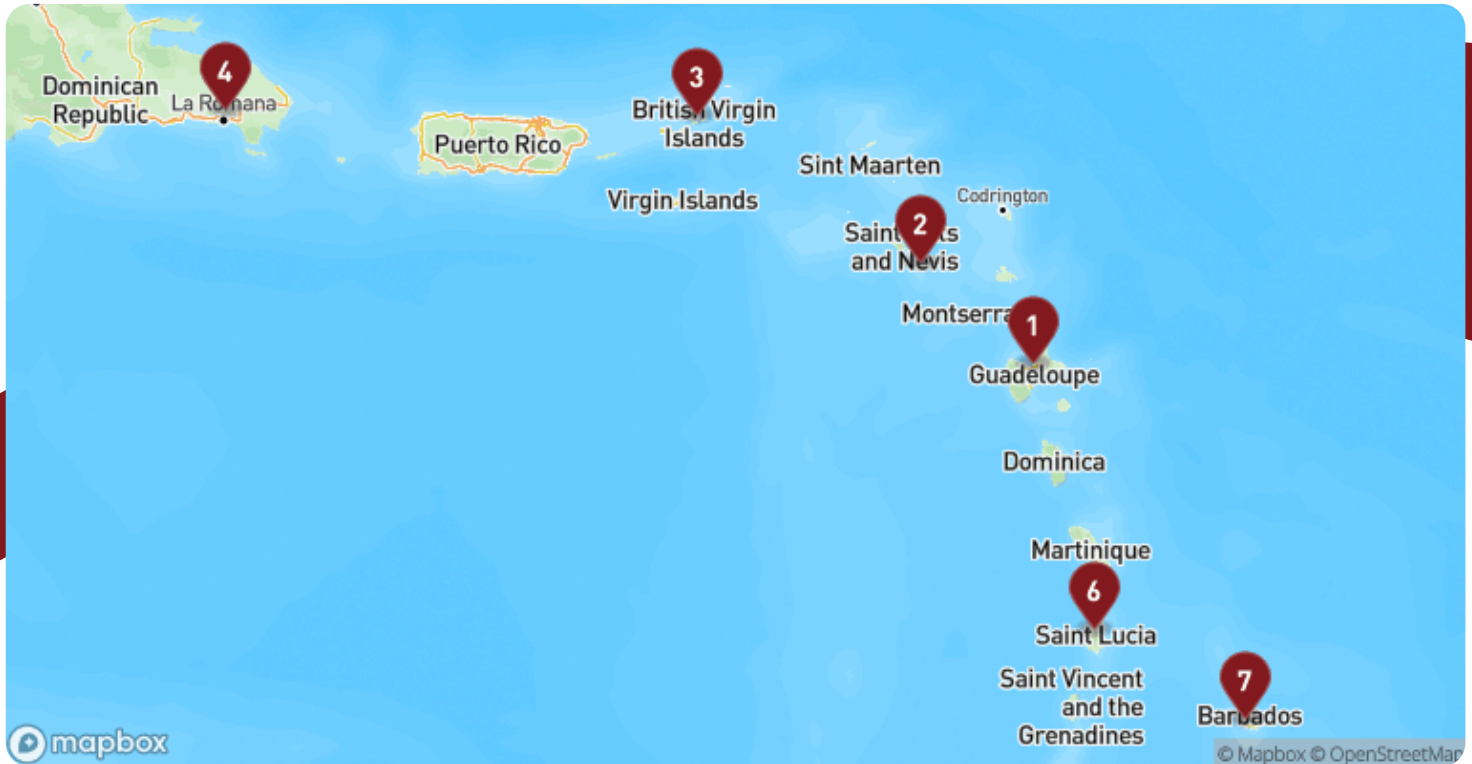 4
3
Dominican
Republic
La Romana
British Virgin
Islands
Puerto Rico
Sint Maarten
Codrington
Virgin Islands
2
Saint
and Nevis
1
Guadeloupe
Dominica
Martinique
6
Saint Lucia
Saint Vincent
and the
Grenadines
7
Barbados
mapbox
© Mapbox © OpenStreetMap